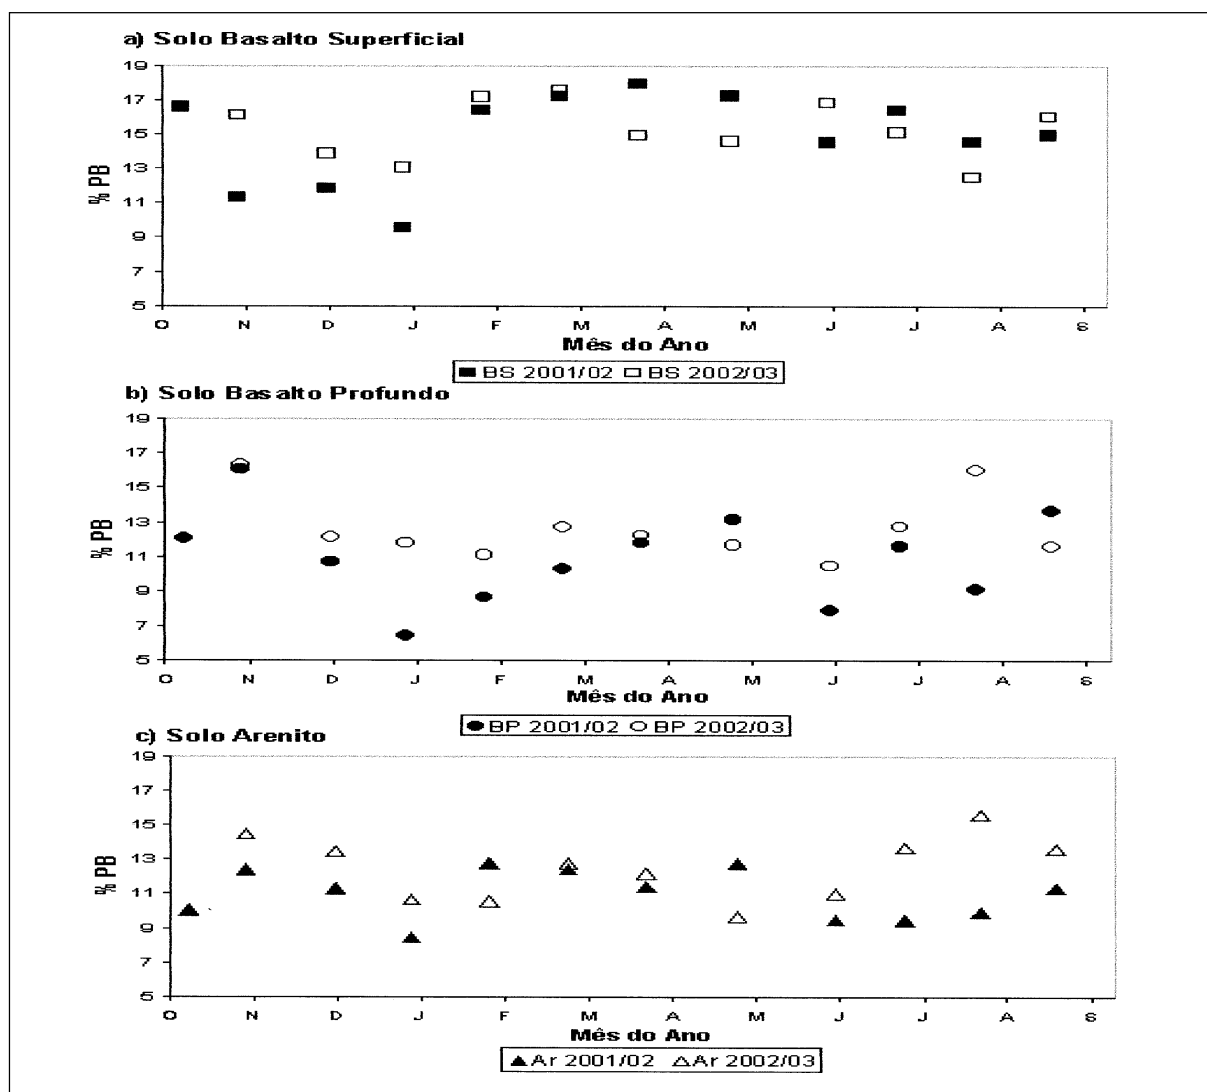 a) Solo Basalto Superficial
19
17
15
13
11
9
7
5
% PB
O N D J F M A M J J A S
Mês do Ano
BS 2001/02 BS 2002/03
b) Solo Basalto Profundo
19
17
15
13
11
9
7
5
% PB
O N D J F M A M J J A S
Mês do Ano
BP 2001/02 BP 2002/03
c) Solo Arenito
19
17
15
13
11
9
7
5
% PB
O N D J F M A M J J A S
Mês do Ano
Ar 2001/02 Ar 2002/03